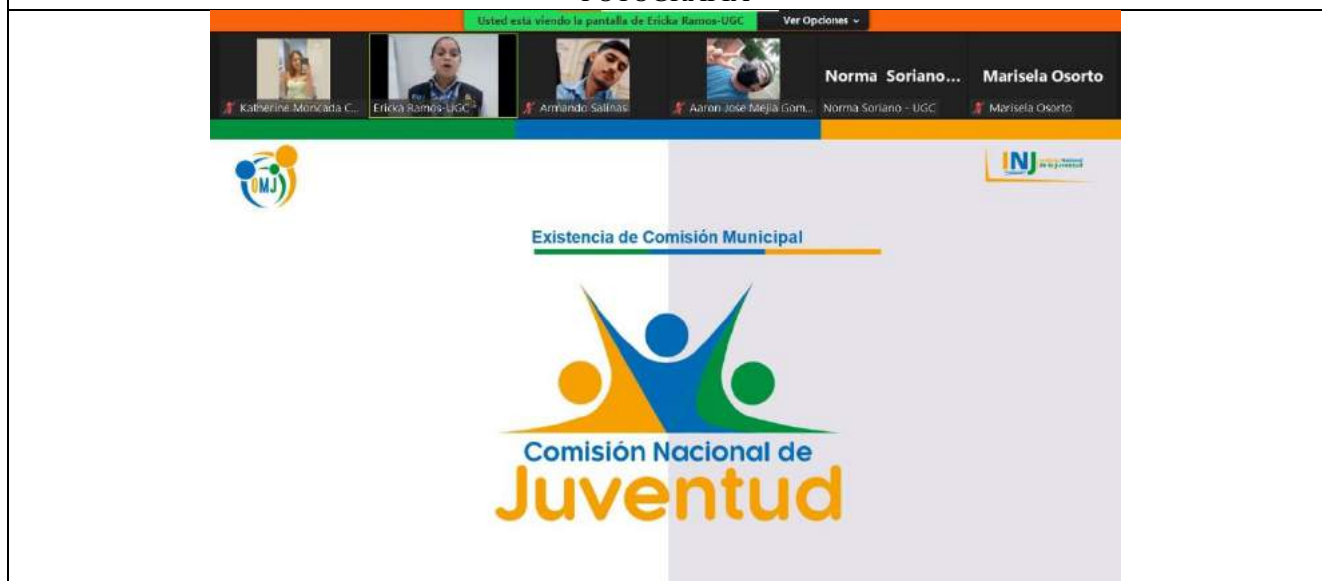 Usted está viendo la pantalla de Ericka Ramos-UGC Ver Opciones
Norma Soriano... Marisela Osorto
Katherine Moncada C... Ericka Ramos-UGC Armando Salinas Aaron Jose Mejia Gom... Norma Soriano - UGC Marisela Osorto
OMJ
INJ
Existencia de Comisión Municipal
Comisión Nacional de
Juventud